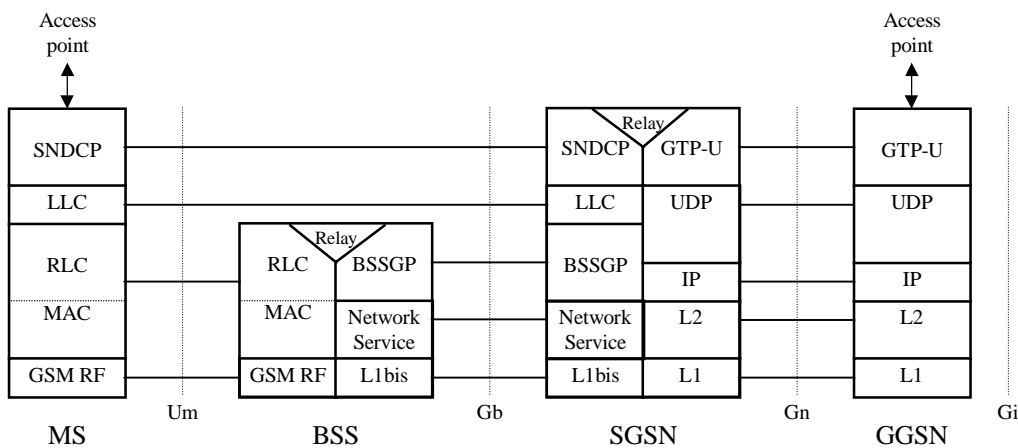 Access
point
Access
point
Relay
SNDCP
SNDCP
GTP-U
GTP-U
LLC
LLC
UDP
UDP
Relay
RLC
RLC
BSSGP
BSSGP
IP
IP
MAC
MAC
Network
Service
Network
Service
L2
L2
GSM RF
GSM RF
L1bis
L1bis
L1
L1
Um
Gb
Gn
Gi
MS
BSS
SGSN
GGSN